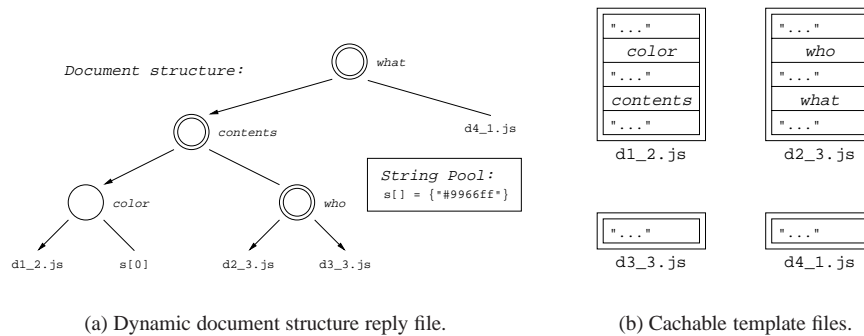 Document structure:
what
contents
d4_1.js
String Pool:
s[] = {"#9966ff"}
color
who
d1_2.js
s[0]
d2_3.js
d3_3.js
(a) Dynamic document structure reply file.
"..."
color
"..."
contents
"..."
d1_2.js
"..."
who
"..."
what
"..."
d2_3.js
"..."
d3_3.js
"..."
d4_1.js
(b) Cachable template files.